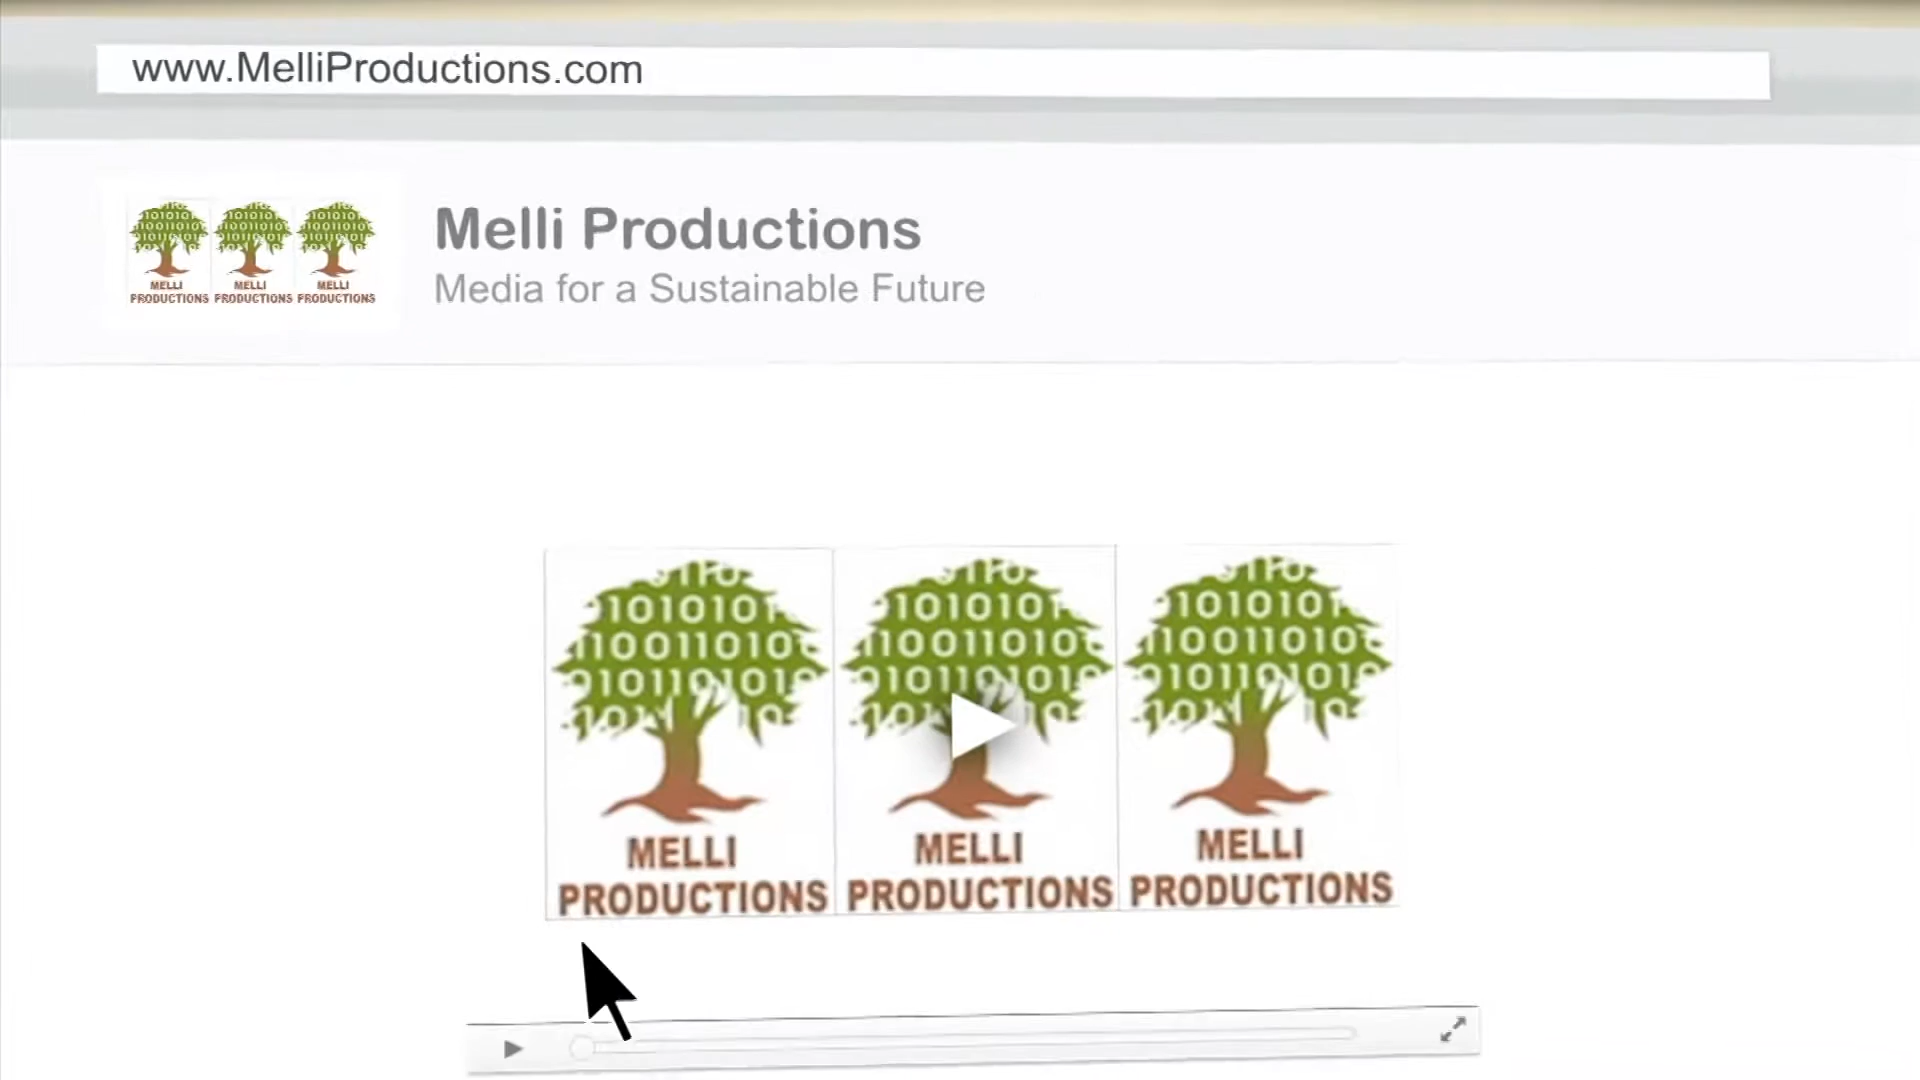 www.MelliProductions.com
Melli Productions
Media for a Sustainable Future
MELLI MELLI MELLI
PRODUCTIONS PRODUCTIONS PRODUCTIONS
MELLI MELLI MELLI
PRODUCTIONS PRODUCTIONS PRODUCTIONS